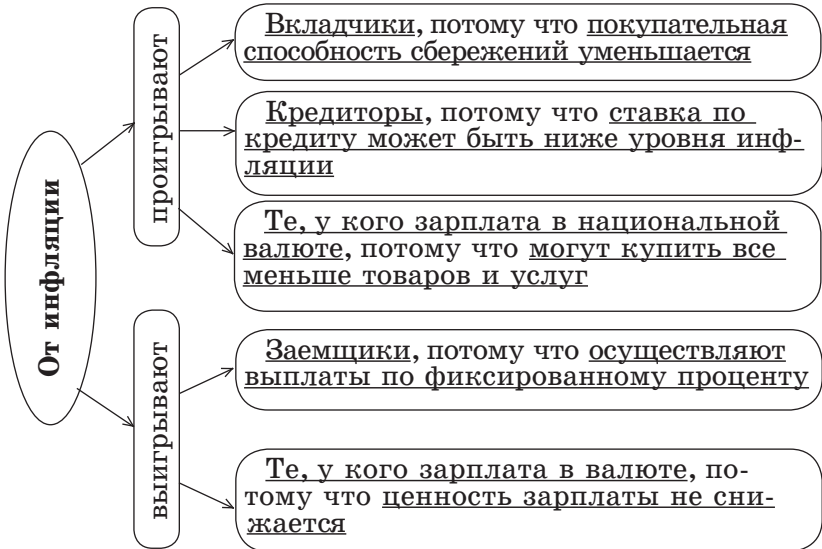 От инфляции
проигрывают
Вкладчики, потому что покупательная
способность сбережений уменьшается
Кредиторы, потому что ставка по
кредиту может быть ниже уровня инф-
ляции
Те, у кого зарплата в национальной
валюте, потому что могут купить все
меньше товаров и услуг
выигрывают
Заемщики, потому что осуществляют
выплаты по фиксированному проценту
Те, у кого зарплата в валюте, по-
тому что ценность зарплаты не сни-
жается